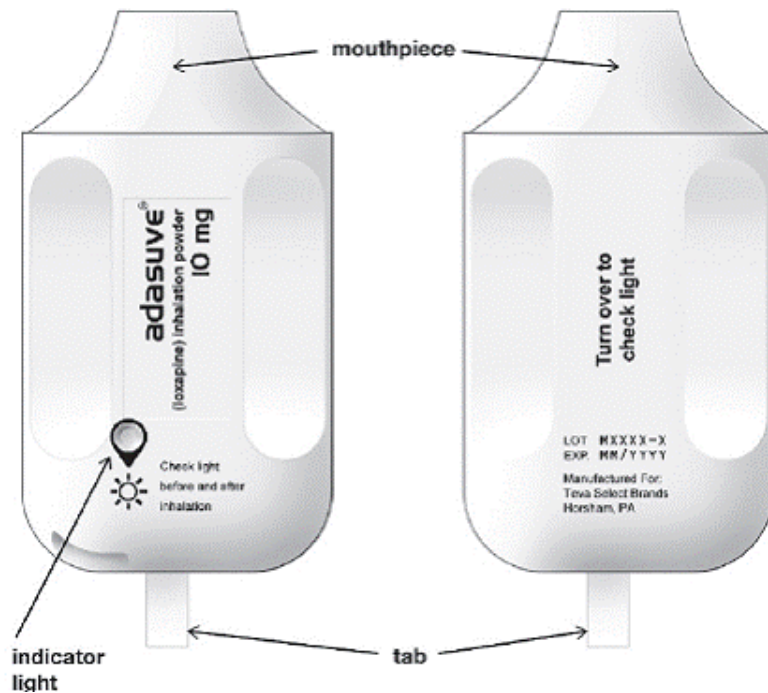 mouthpiece
adasuve®
(loxapine) inhalation powder
10 mg
Check light
before and after
inhalation
indicator
light
Turn over to
check light
LOT MXXXX-X
EXP. MM/YYYY
Manufactured For:
Teva Select Brands
Horsham, PA
tab